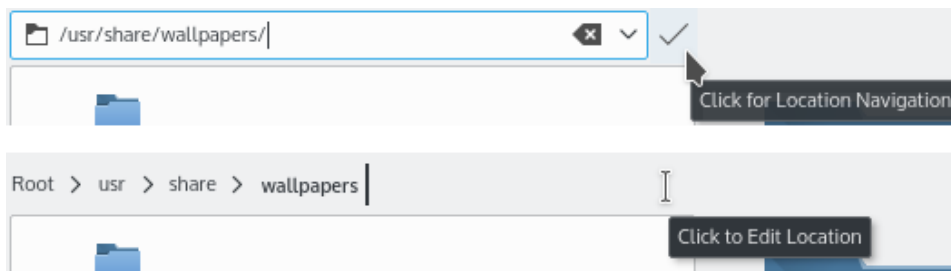 /usr/share/wallpapers/
Click for Location Navigation
Root > usr > share > wallpapers
Click to Edit Location